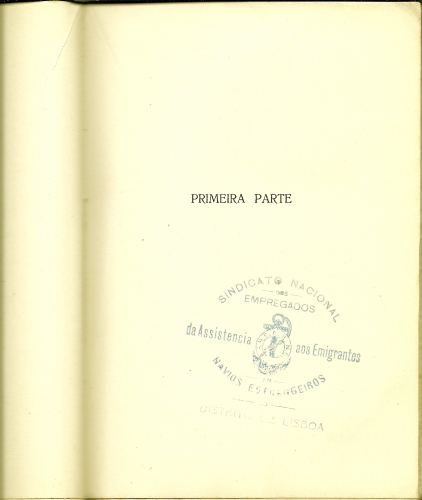 PRIMEIRA PARTE
SINDICATO NACIONAL
DOS
EMPREGADOS
da Assistencia aos Emigrantes
EM
NAVIOS ESTRANGEIROS
DISTRITO DE LISBOA